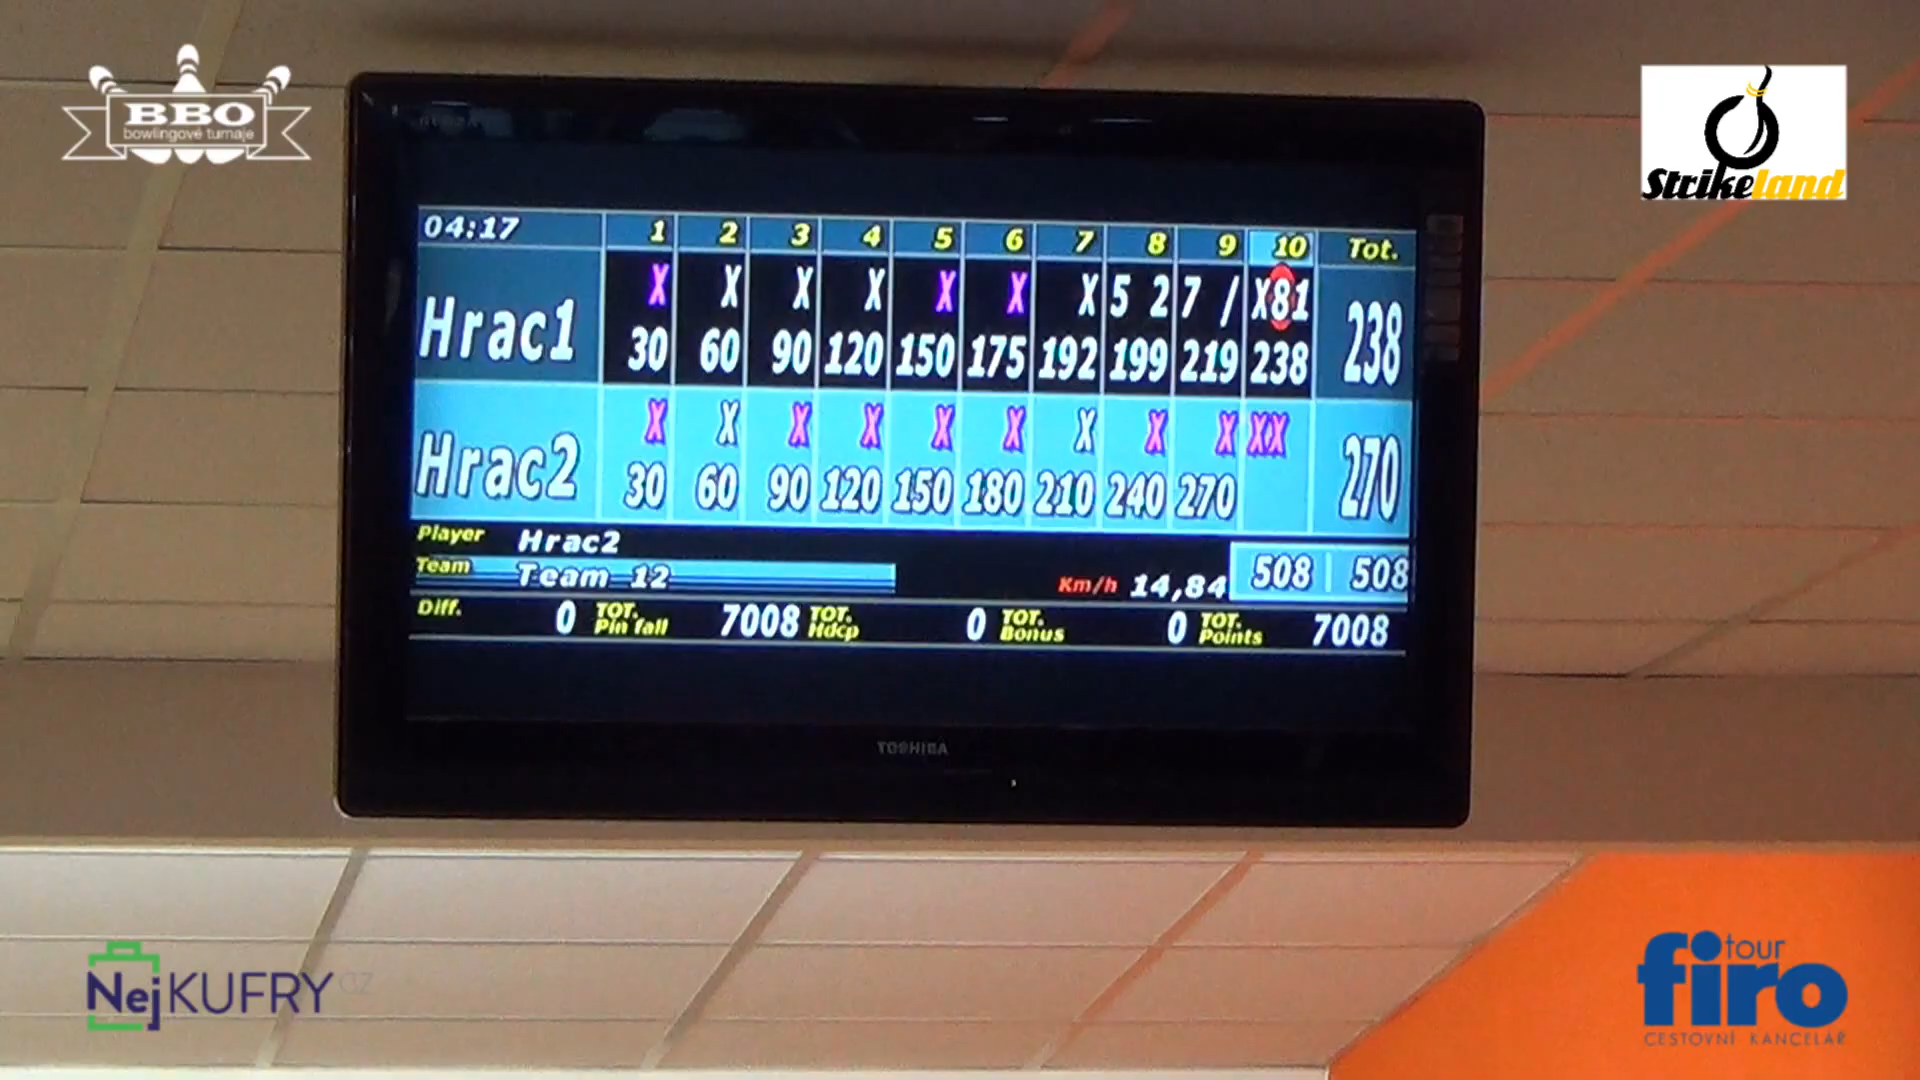 BBO
bowlingové turnaje
Strikeland
04:17 1 2 3 4 5 6 7 8 9 10 Tot.
Hrac1 X X X X X X X 5 2 7 / X81 238
30 60 90 120 150 175 192 199 219 238
Hrac2 X X X X X X X X X XX 270
30 60 90 120 150 180 210 240 270
Player Hrac2
Team Team 12 Km/h 14,84 508 | 508
Diff. 0 TOT. Pin fall 7008 TOT. Hdcp 0 TOT. Bonus 0 TOT. Points 7008
TOSHIBA
NejKUFRY.cz
firo tour
CESTOVNÍ KANCELÁŘ